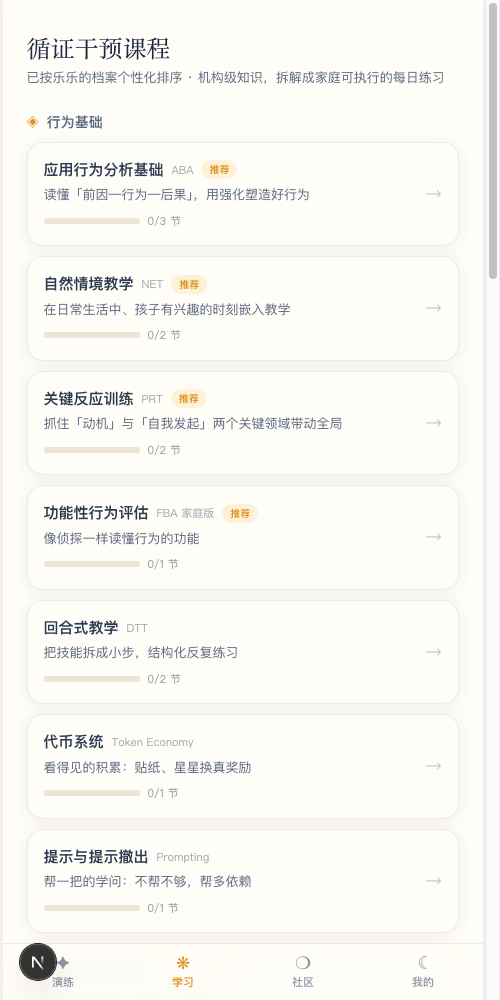 循证干预课程
已按乐乐的档案个性化排序 · 机构级知识，拆解成家庭可执行的每日练习
行为基础
应用行为分析基础 ABA 推荐
读懂「前因—行为—后果」，用强化塑造好行为
0/3 节
自然情境教学 NET 推荐
在日常生活中、孩子有兴趣的时刻嵌入教学
0/2 节
关键反应训练 PRT 推荐
抓住「动机」与「自我发起」两个关键领域带动全局
0/2 节
功能性行为评估 FBA 家庭版 推荐
像侦探一样读懂行为的功能
0/1 节
回合式教学 DTT
把技能拆成小步，结构化反复练习
0/2 节
代币系统 Token Economy
看得见的积累：贴纸、星星换真奖励
0/1 节
提示与提示撤出 Prompting
帮一把的学问：不帮不够，帮多依赖
0/1 节
N
演练 学习 社区 我的